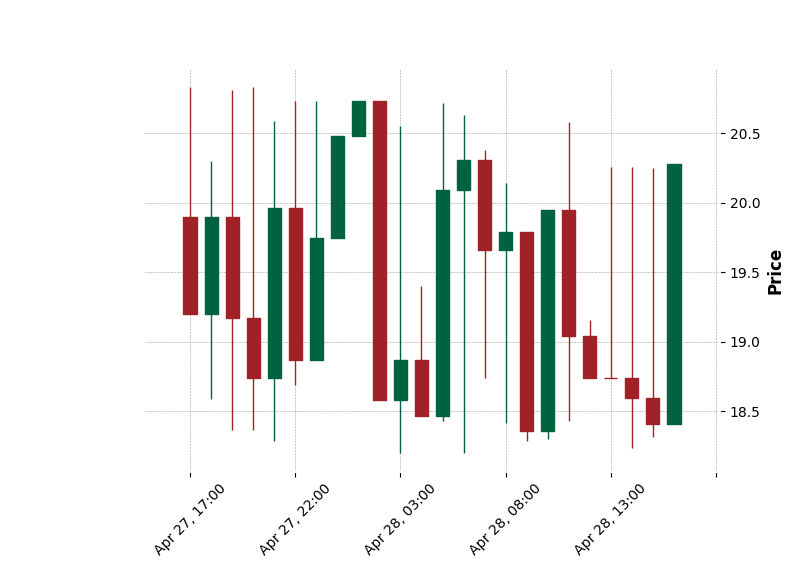 20.5
20.0
19.5
19.0
18.5
Price
Apr 27, 17:00
Apr 27, 22:00
Apr 28, 03:00
Apr 28, 08:00
Apr 28, 13:00